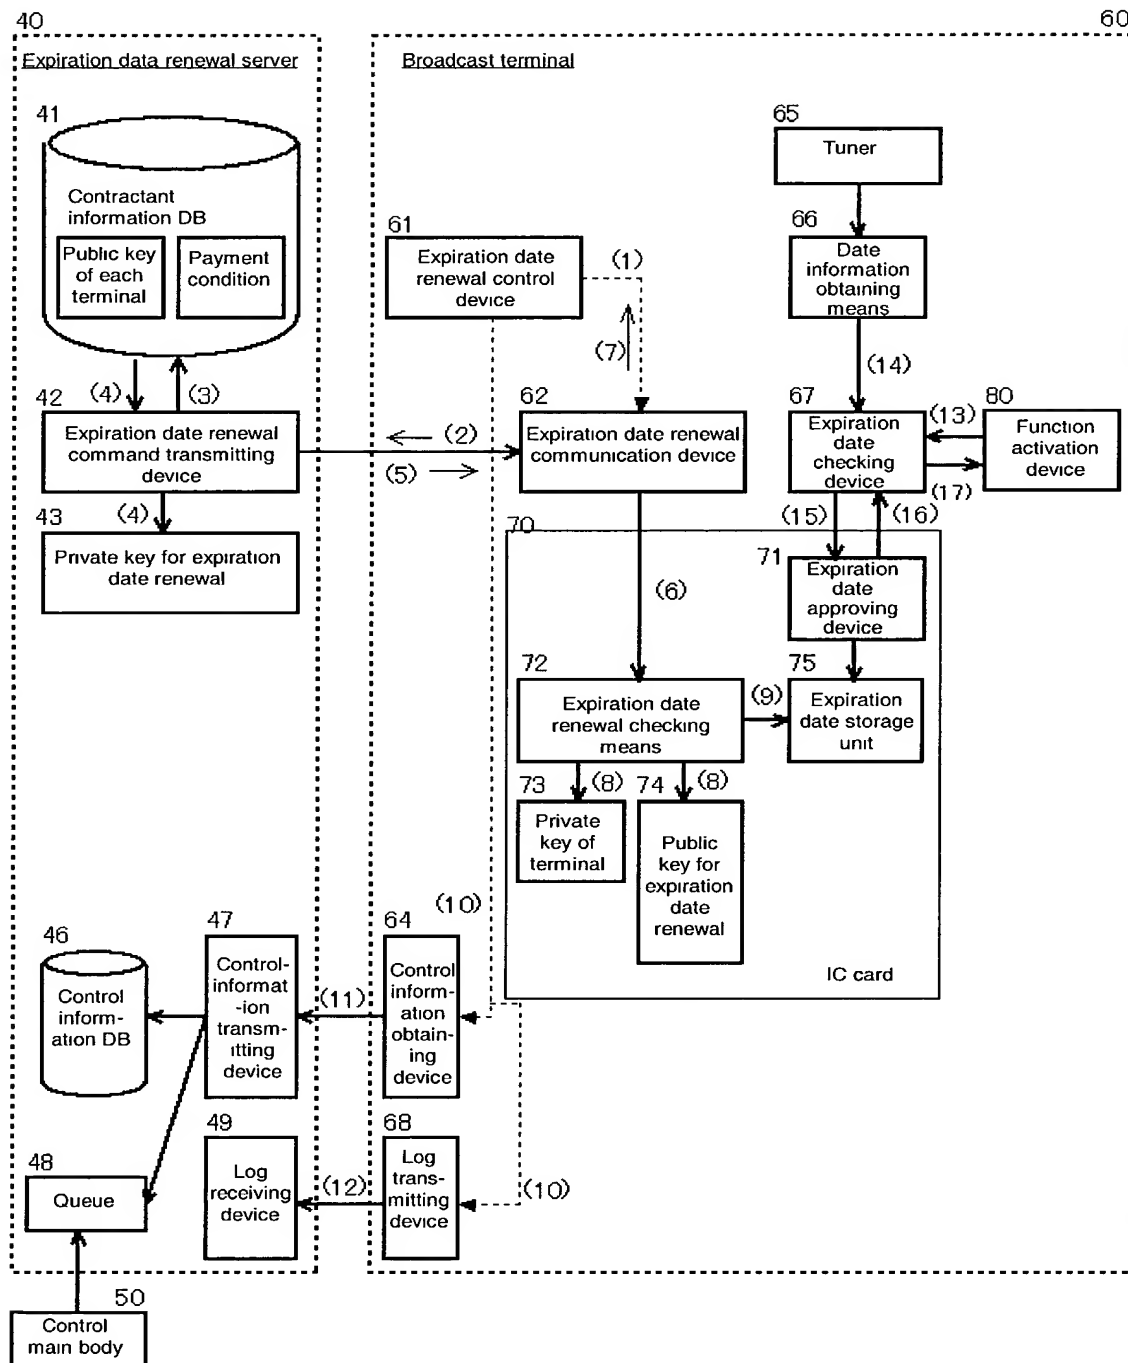 40
60
Expiration data renewal server
Broadcast terminal
41
Contractant
information DB
Public key
of each
terminal
Payment
condition
65
Tuner
61
Expiration date
renewal control
device
(1)
66
Date
information
obtaining
means
(7)
(14)
(4)
(3)
42
Expiration date renewal
command transmitting
device
(2)
(5)
62
Expiration date renewal
communication device
67
Expiration
date
checking
device
(13)
(17)
80
Function
activation
device
(4)
43
Private key for expiration
date renewal
(15)
(16)
70
71
Expiration
date
approving
device
(6)
72
Expiration date
renewal checking
means
(9)
75
Expiration
date storage
unit
73
(8)
74
(8)
Private
key of
terminal
Public
key for
expiration
date
renewal
IC card
(10)
46
Control
inform-
ation DB
47
Control-
informat
-ion
transm-
itting
device
(11)
64
Control
inform-
ation
obtain-
ing
device
48
Queue
49
Log
receiving
device
(12)
68
Log
trans-
mitting
device
(10)
50
Control
main body